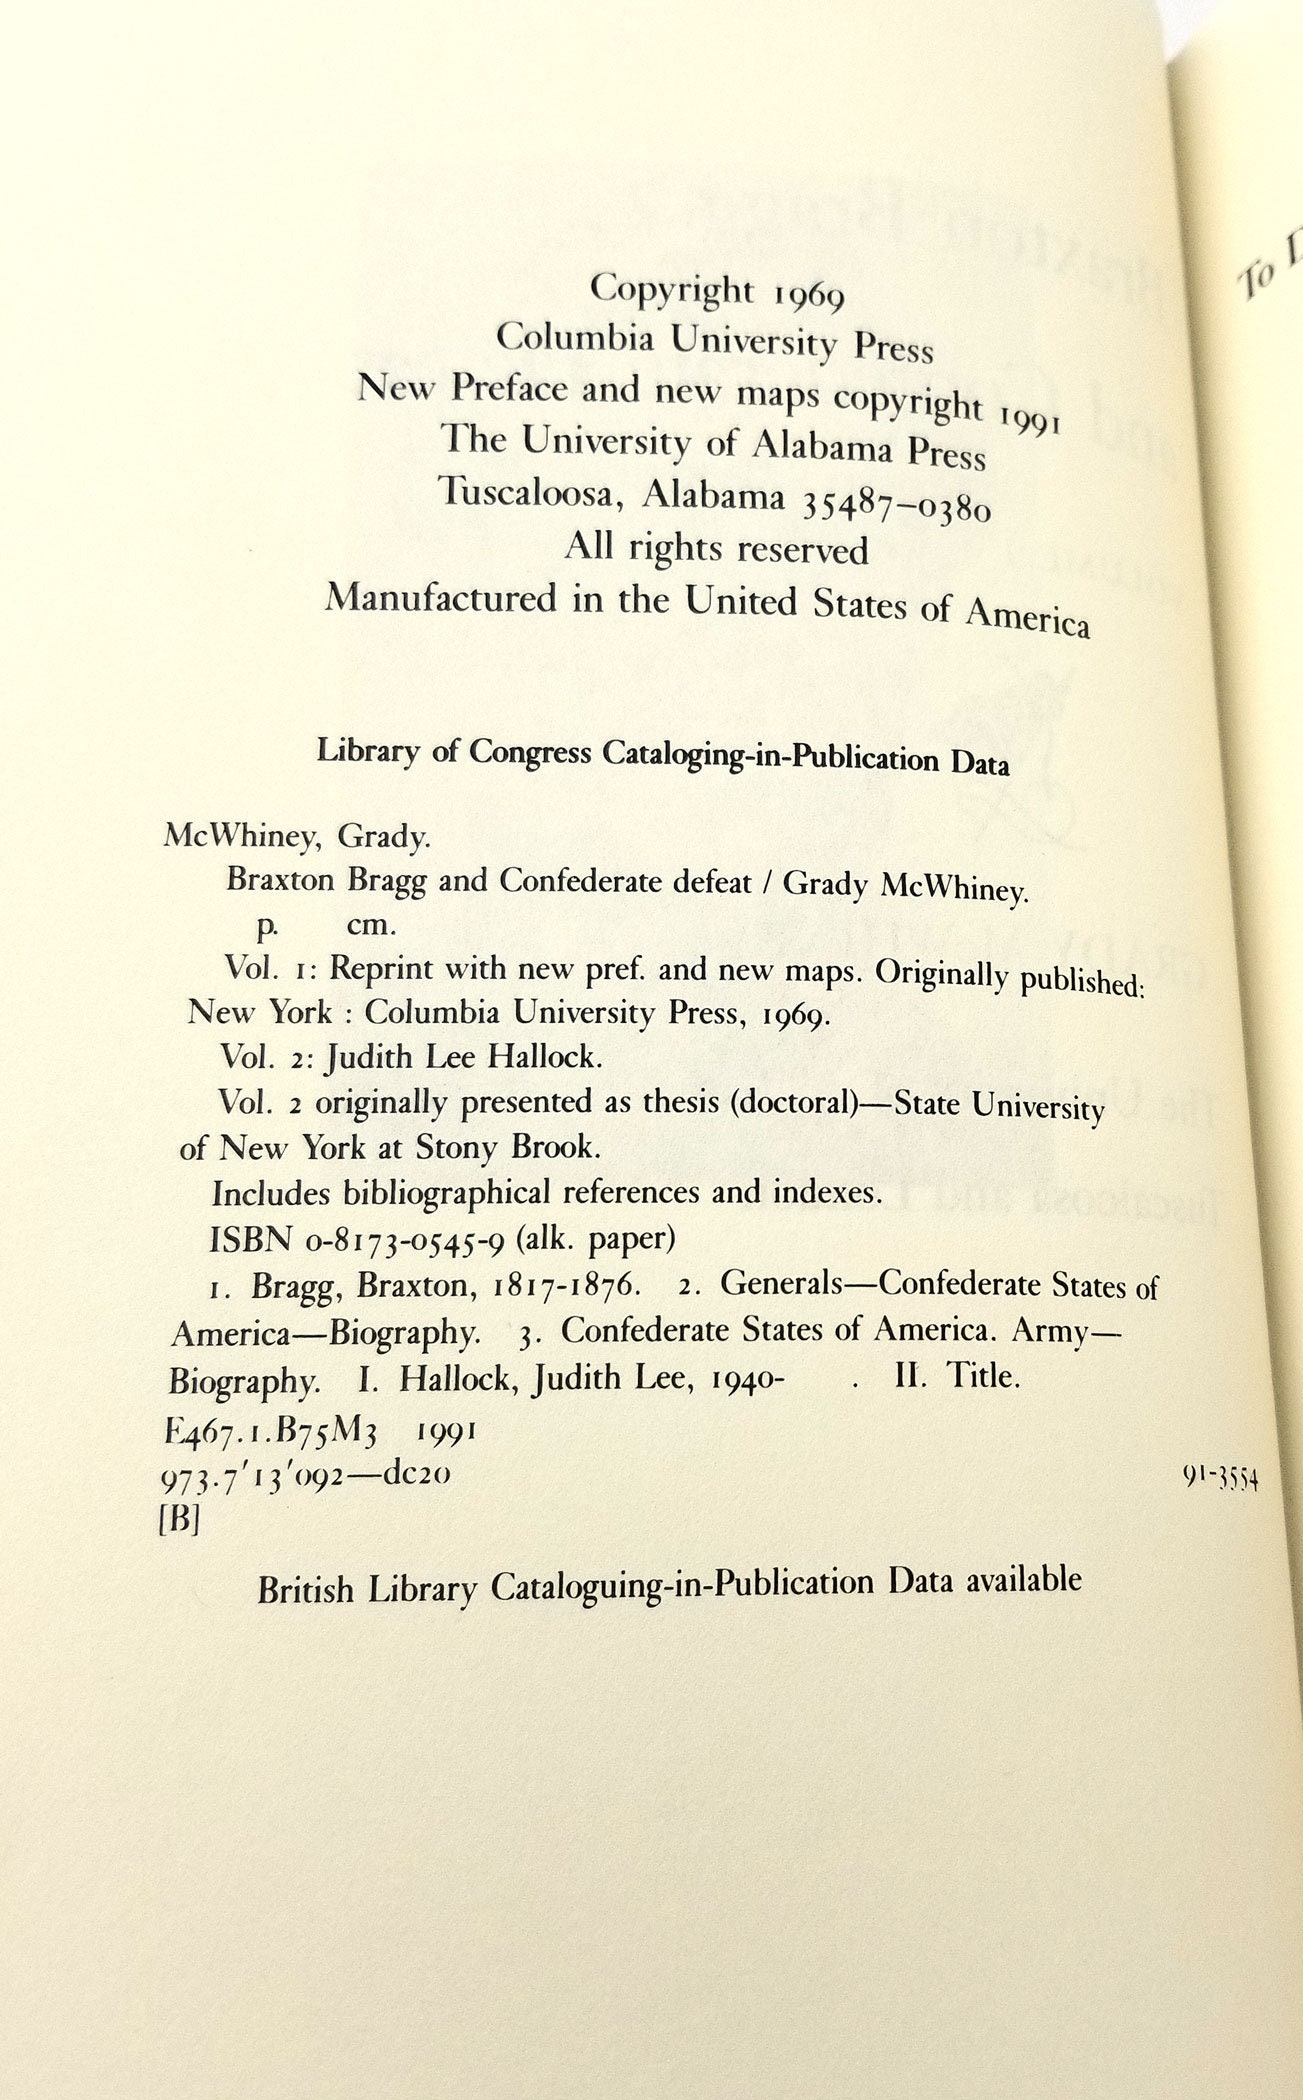 Copyright 1969
Columbia University Press
New Preface and new maps copyright 1991
The University of Alabama Press
Tuscaloosa, Alabama 35487–0380
All rights reserved
Manufactured in the United States of America
Library of Congress Cataloging-in-Publication Data
McWhiney, Grady.
Braxton Bragg and Confederate defeat / Grady McWhiney.
p. cm.
Vol. 1: Reprint with new pref. and new maps. Originally published:
New York : Columbia University Press, 1969.
Vol. 2: Judith Lee Hallock.
Vol. 2 originally presented as thesis (doctoral)—State University
of New York at Stony Brook.
Includes bibliographical references and indexes.
ISBN 0-8173-0545-9 (alk. paper)
1. Bragg, Braxton, 1817-1876. 2. Generals—Confederate States of
America—Biography. 3. Confederate States of America. Army—
Biography. I. Hallock, Judith Lee, 1940- . II. Title.
E467.1.B75M3 1991
973.7′13′092—dc20 91-3554
[B]
British Library Cataloguing-in-Publication Data available
To